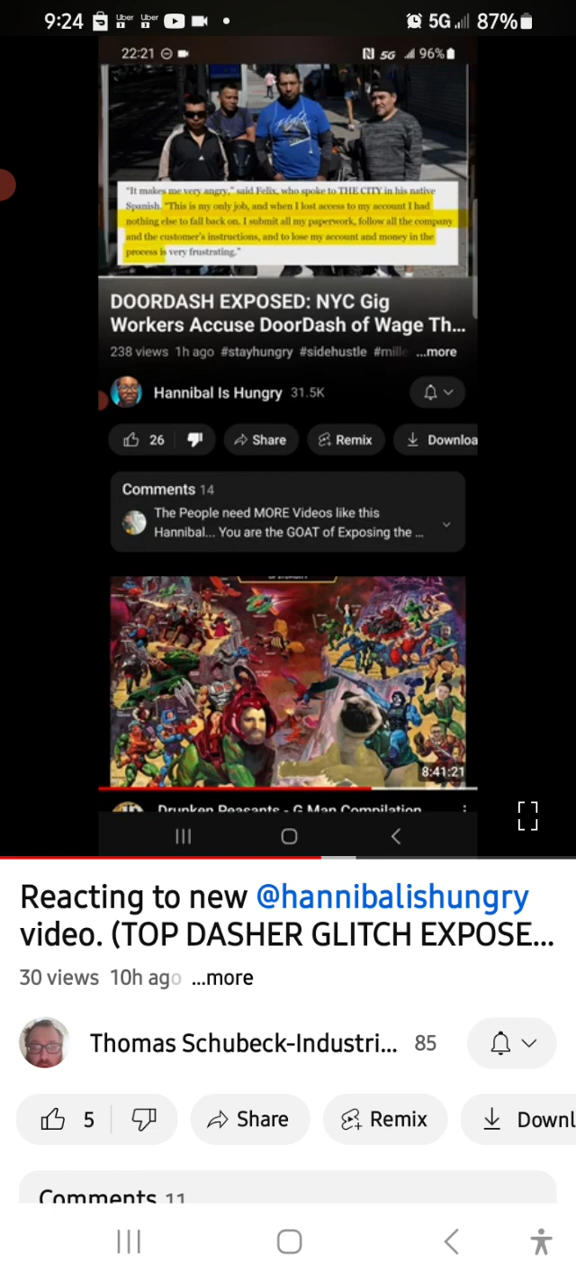 9:24 Uber Uber 5G 87%
22:21 N 5G 96%
"It makes me very angry," said Felix, who spoke to THE CITY in his native
Spanish. "This is my only job, and when I lost access to my account I had
nothing else to fall back on. I submit all my paperwork, follow all the company
and the customer's instructions, and to lose my account and money in the
process is very frustrating."
DOORDASH EXPOSED: NYC Gig
Workers Accuse DoorDash of Wage Th...
238 views 1h ago #stayhungry #sidehustle #mille ...more
Hannibal Is Hungry 31.5K
26 Share Remix Downloa
Comments 14
The People need MORE Videos like this
Hannibal... You are the GOAT of Exposing the ...
8:41:21
Drunken Peasants - G Man Compilation
Reacting to new @hannibalishungry
video. (TOP DASHER GLITCH EXPOSE...
30 views 10h ago ...more
Thomas Schubeck-Industri... 85
5 Share Remix Downl
Comments 11